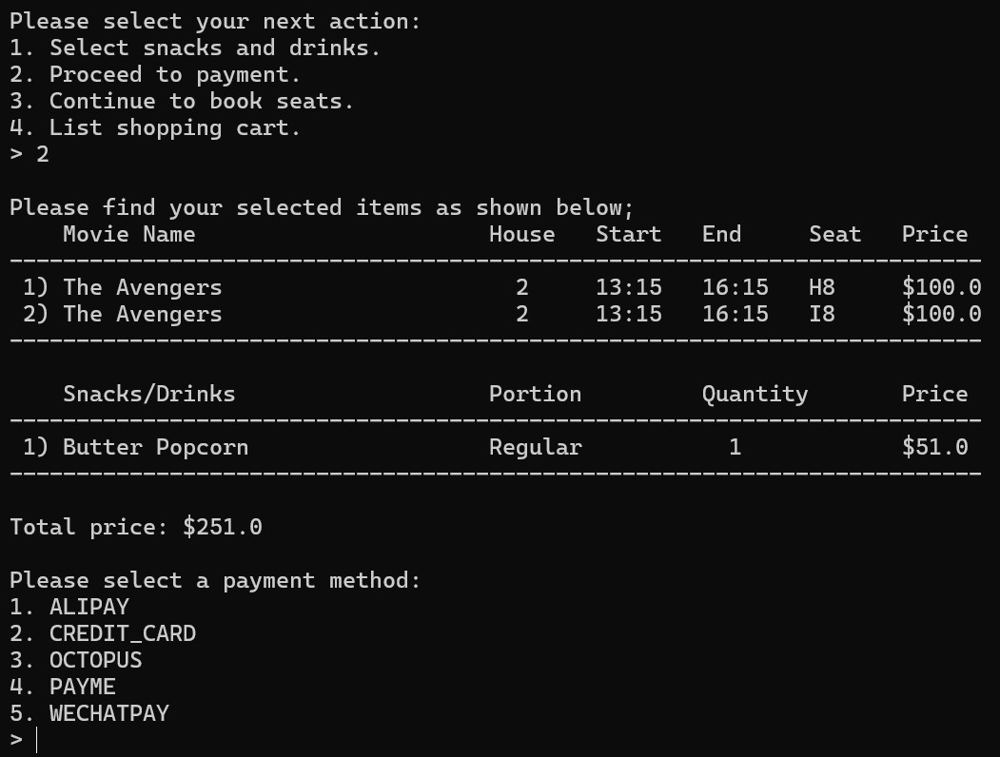 Please select your next action:
1. Select snacks and drinks.
2. Proceed to payment.
3. Continue to book seats.
4. List shopping cart.
> 2
Please find your selected items as shown below;
    Movie Name                      House   Start   End     Seat   Price
-------------------------------------------------------------------------
 1) The Avengers                      2     13:15   16:15   H8     $100.0
 2) The Avengers                      2     13:15   16:15   I8     $100.0
-------------------------------------------------------------------------
    Snacks/Drinks                   Portion         Quantity       Price
-------------------------------------------------------------------------
 1) Butter Popcorn                  Regular           1            $51.0
-------------------------------------------------------------------------
Total price: $251.0
Please select a payment method:
1. ALIPAY
2. CREDIT_CARD
3. OCTOPUS
4. PAYME
5. WECHATPAY
>